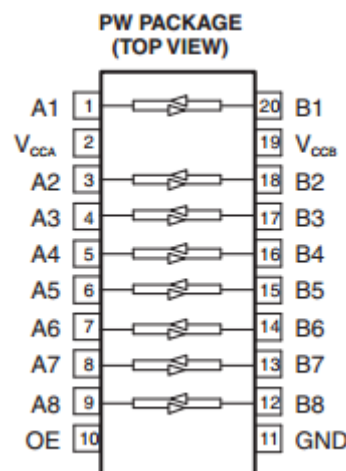 PW PACKAGE
(TOP VIEW)
A1 1 20 B1
VCCA 2 19 VCCB
A2 3 18 B2
A3 4 17 B3
A4 5 16 B4
A5 6 15 B5
A6 7 14 B6
A7 8 13 B7
A8 9 12 B8
OE 10 11 GND